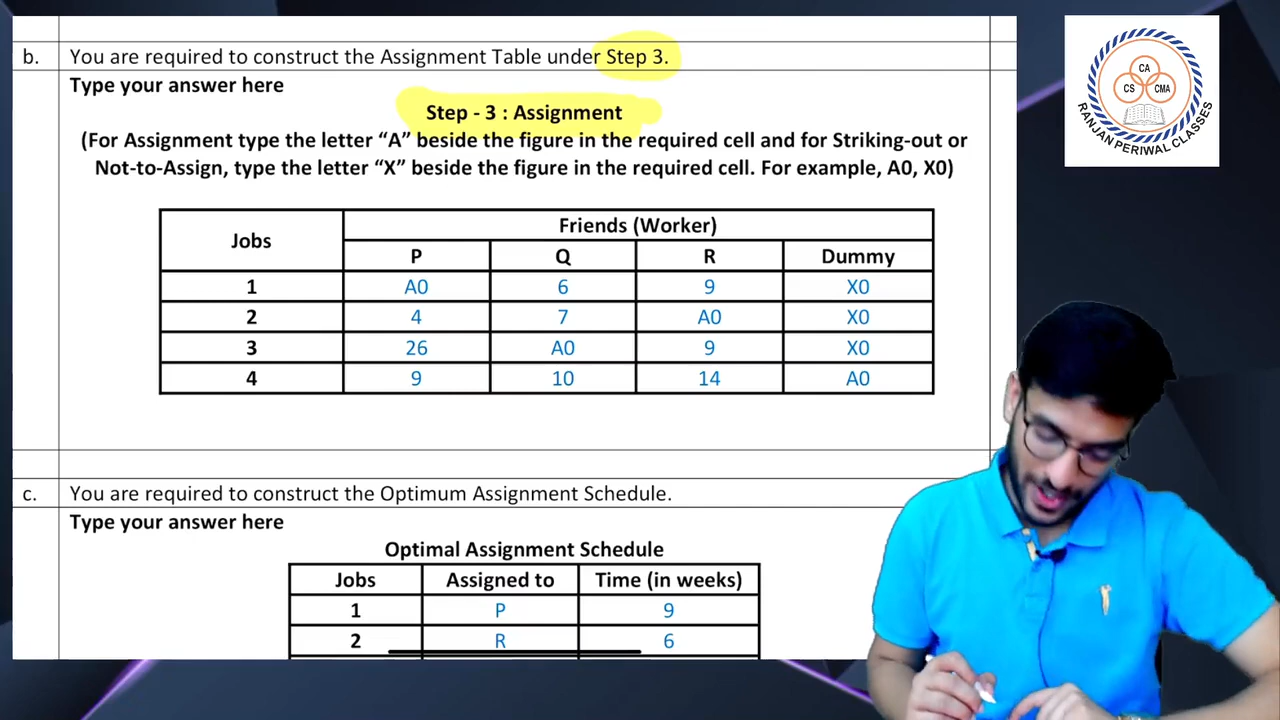 b. You are required to construct the Assignment Table under Step 3.
Type your answer here
Step - 3 : Assignment
(For Assignment type the letter “A” beside the figure in the required cell and for Striking-out or
Not-to-Assign, type the letter “X” beside the figure in the required cell. For example, A0, X0)
Jobs Friends (Worker)
P Q R Dummy
1 A0 6 9 X0
2 4 7 A0 X0
3 26 A0 9 X0
4 9 10 14 A0
c. You are required to construct the Optimum Assignment Schedule.
Type your answer here
Optimal Assignment Schedule
Jobs Assigned to Time (in weeks)
1 P 9
2 R 6
CA
CS CMA
RANJAN PERIWAL CLASSES